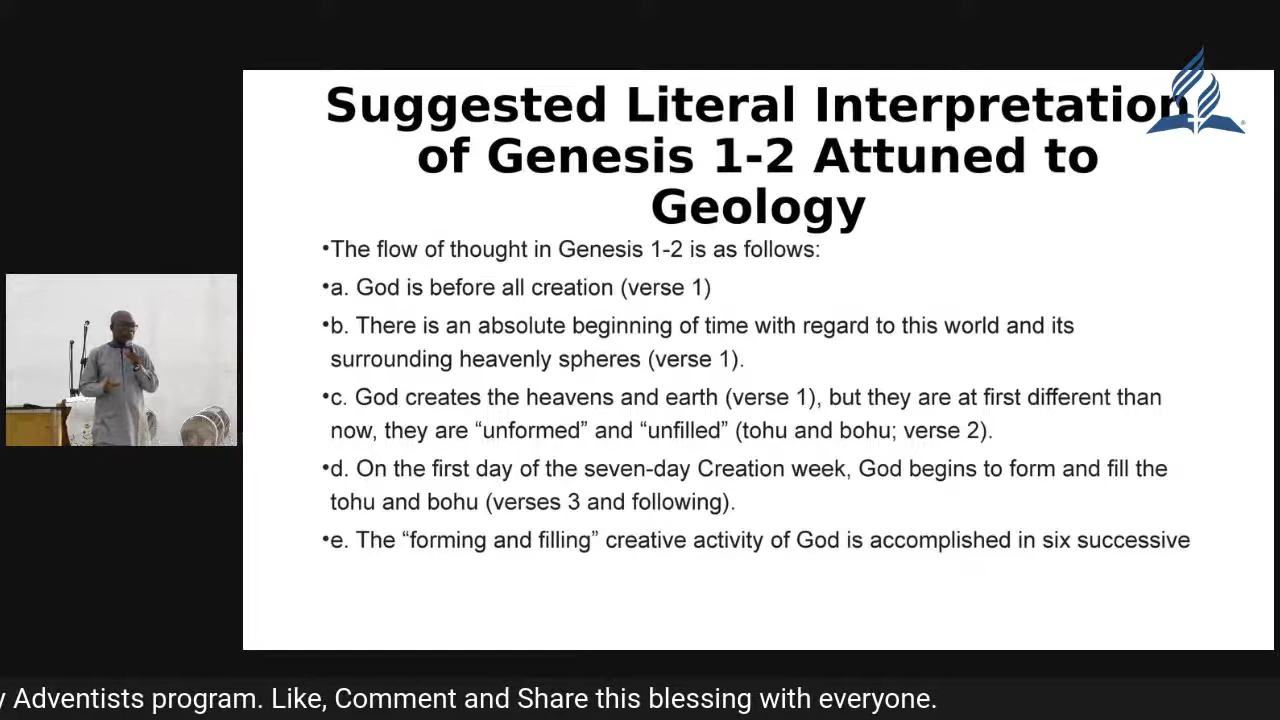 Suggested Literal Interpretation
of Genesis 1-2 Attuned to
Geology
•The flow of thought in Genesis 1-2 is as follows:
•a. God is before all creation (verse 1)
•b. There is an absolute beginning of time with regard to this world and its
surrounding heavenly spheres (verse 1).
•c. God creates the heavens and earth (verse 1), but they are at first different than
now, they are “unformed” and “unfilled” (tohu and bohu; verse 2).
•d. On the first day of the seven-day Creation week, God begins to form and fill the
tohu and bohu (verses 3 and following).
•e. The “forming and filling” creative activity of God is accomplished in six successive
y Adventists program. Like, Comment and Share this blessing with everyone.